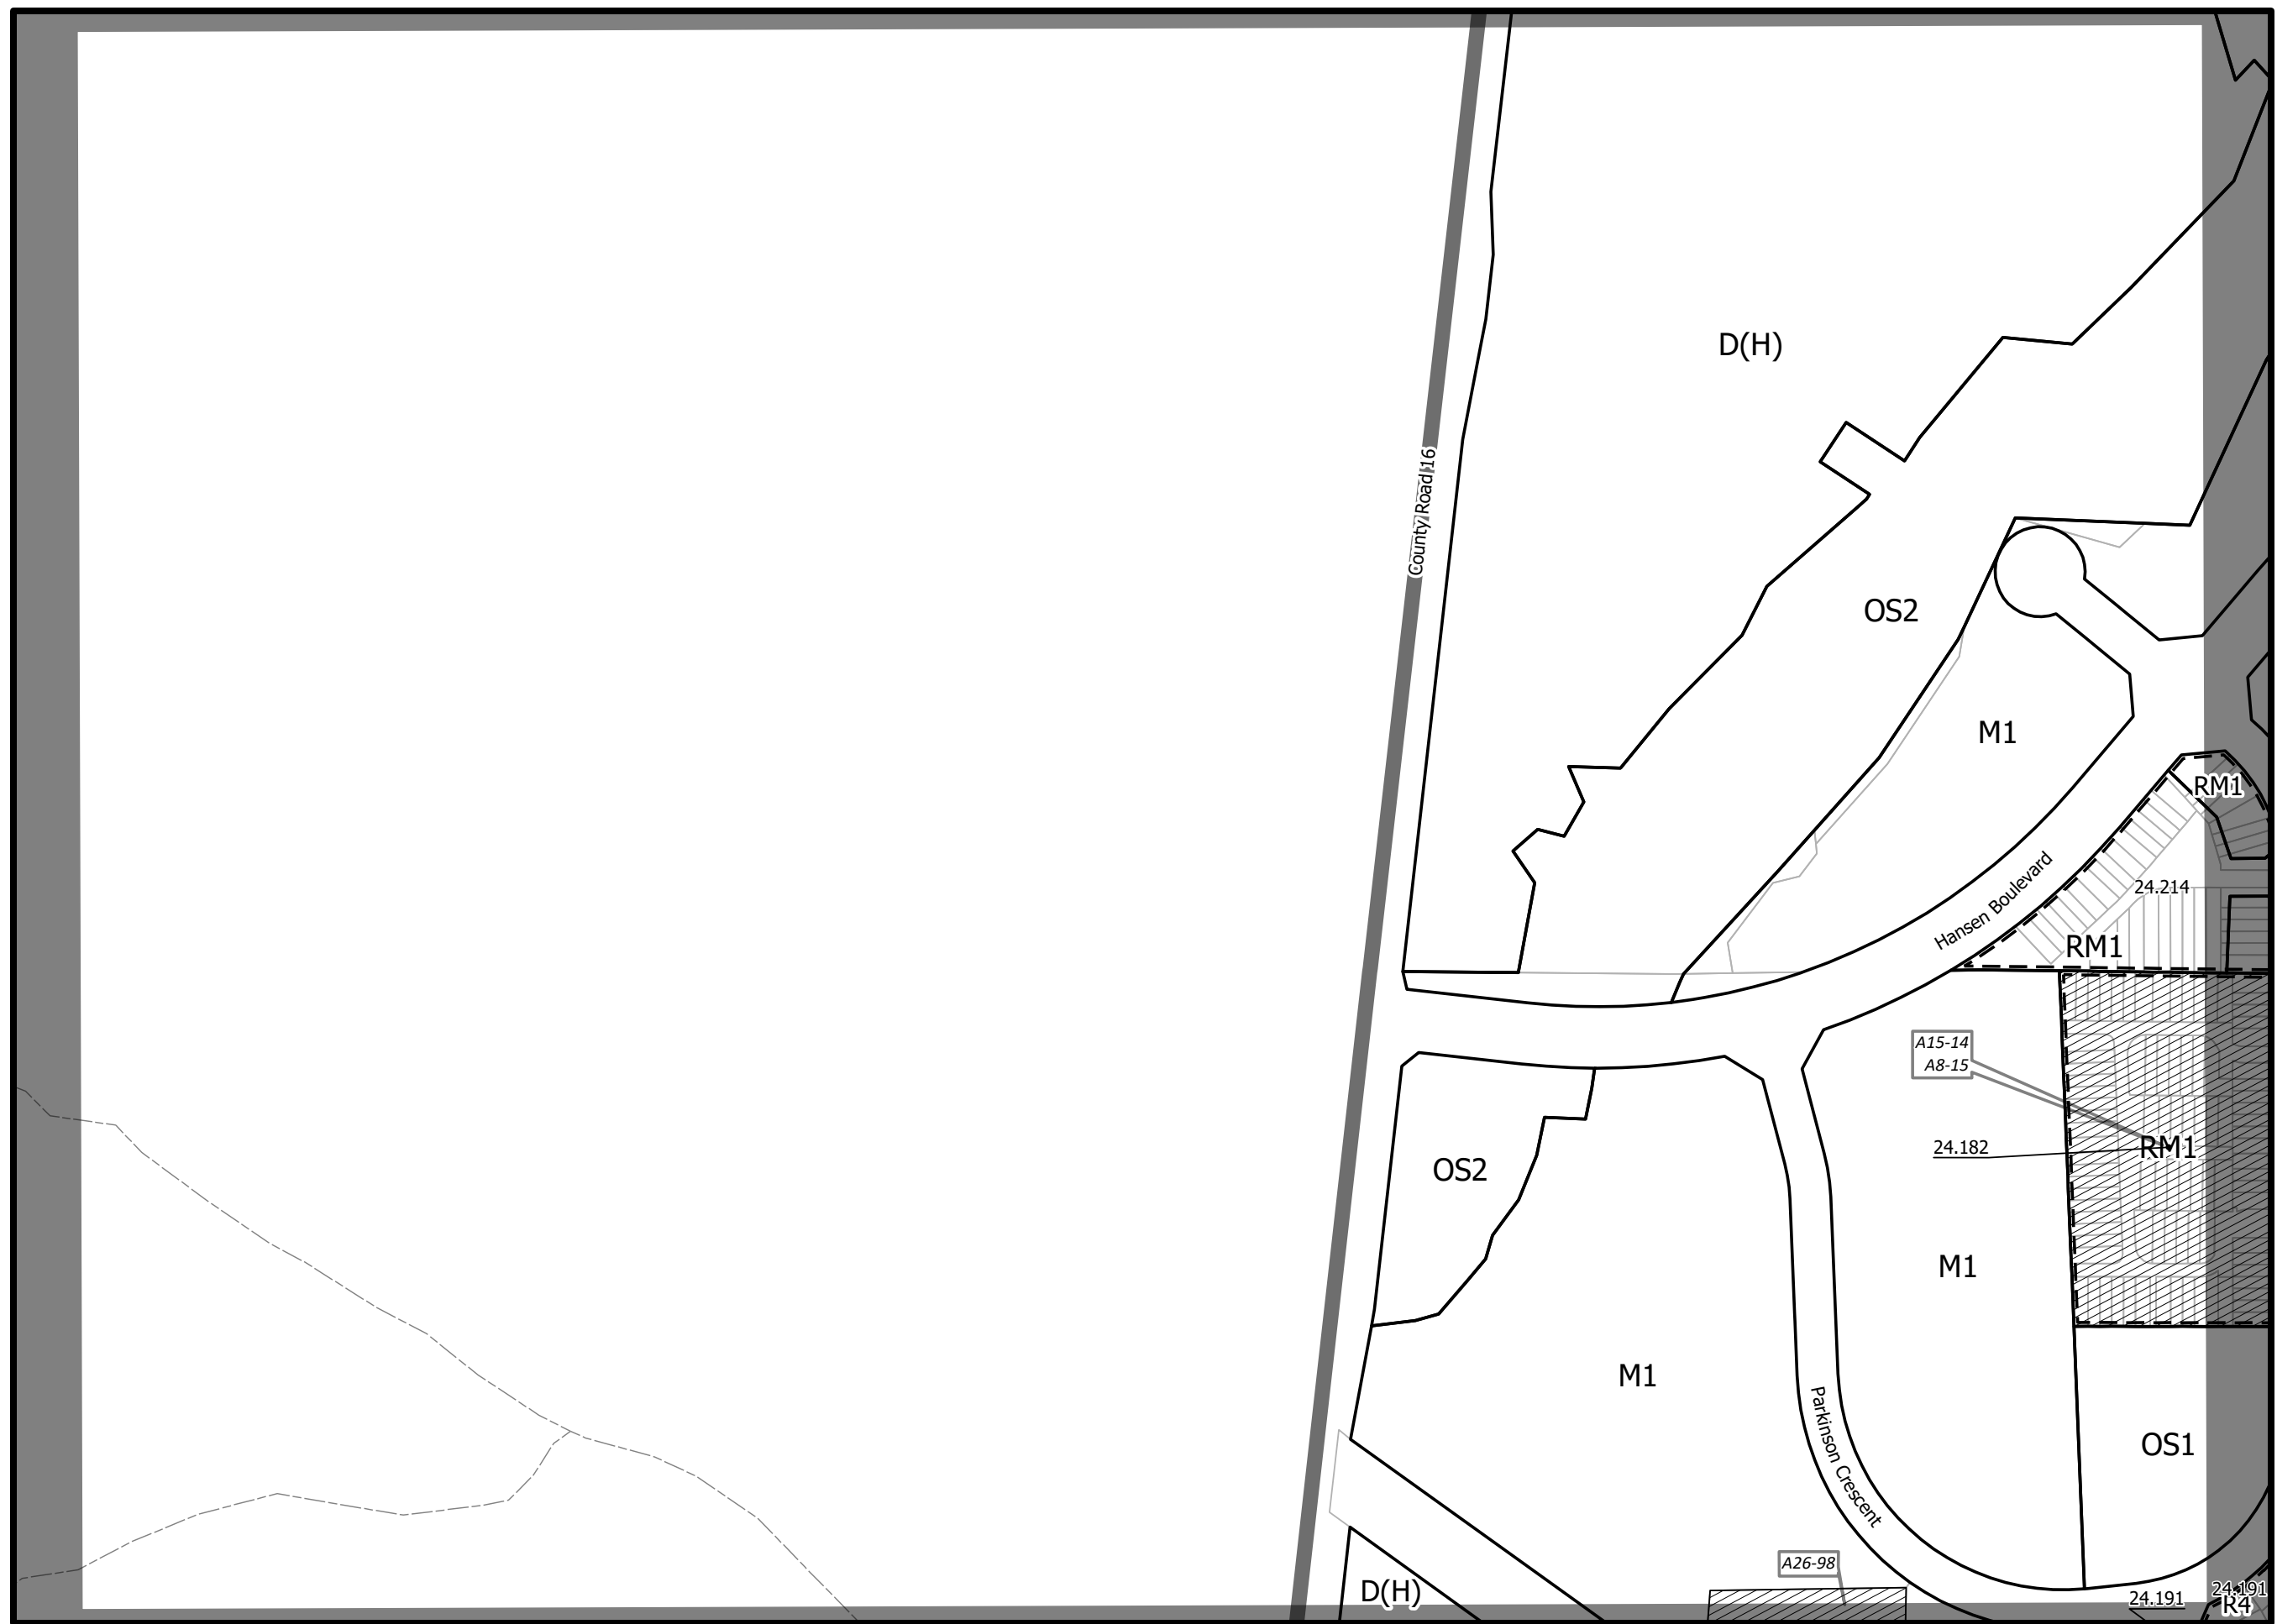 D(H)
County Road 16
OS2
M1
RM1
24.214
Hansen Boulevard
RM1
A15-14
A8-15
24.182
RM1
OS2
M1
M1
Parkinson Crescent
OS1
A26-98
D(H)
24.191
24.191
R4